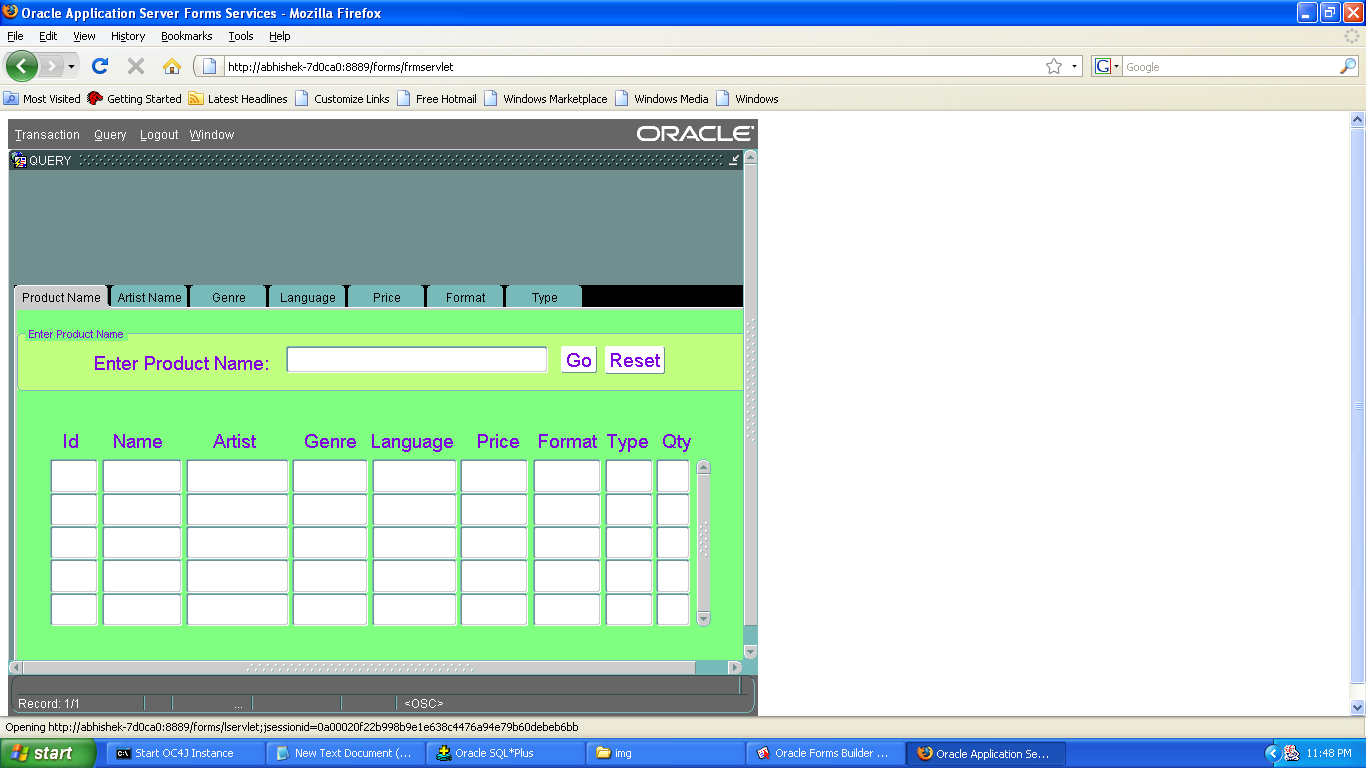 Oracle Application Server Forms Services - Mozilla Firefox
File Edit View History Bookmarks Tools Help
http://abhishek-7d0ca0:8889/forms/frmservlet
G Google
Most Visited Getting Started Latest Headlines Customize Links Free Hotmail Windows Marketplace Windows Media Windows
Transaction Query Logout Window ORACLE
QUERY
Product Name Artist Name Genre Language Price Format Type
Enter Product Name
Enter Product Name: Go Reset
Id Name Artist Genre Language Price Format Type Qty
Record: 1/1 ... <OSC>
Opening http://abhishek-7d0ca0:8889/forms/lservlet;jsessionid=0a00020f22b998b9e1e638c4476a94e79b60debeb6bb
start Start OC4J Instance New Text Document (... Oracle SQL*Plus img Oracle Forms Builder ... Oracle Application Se... 11:48 PM